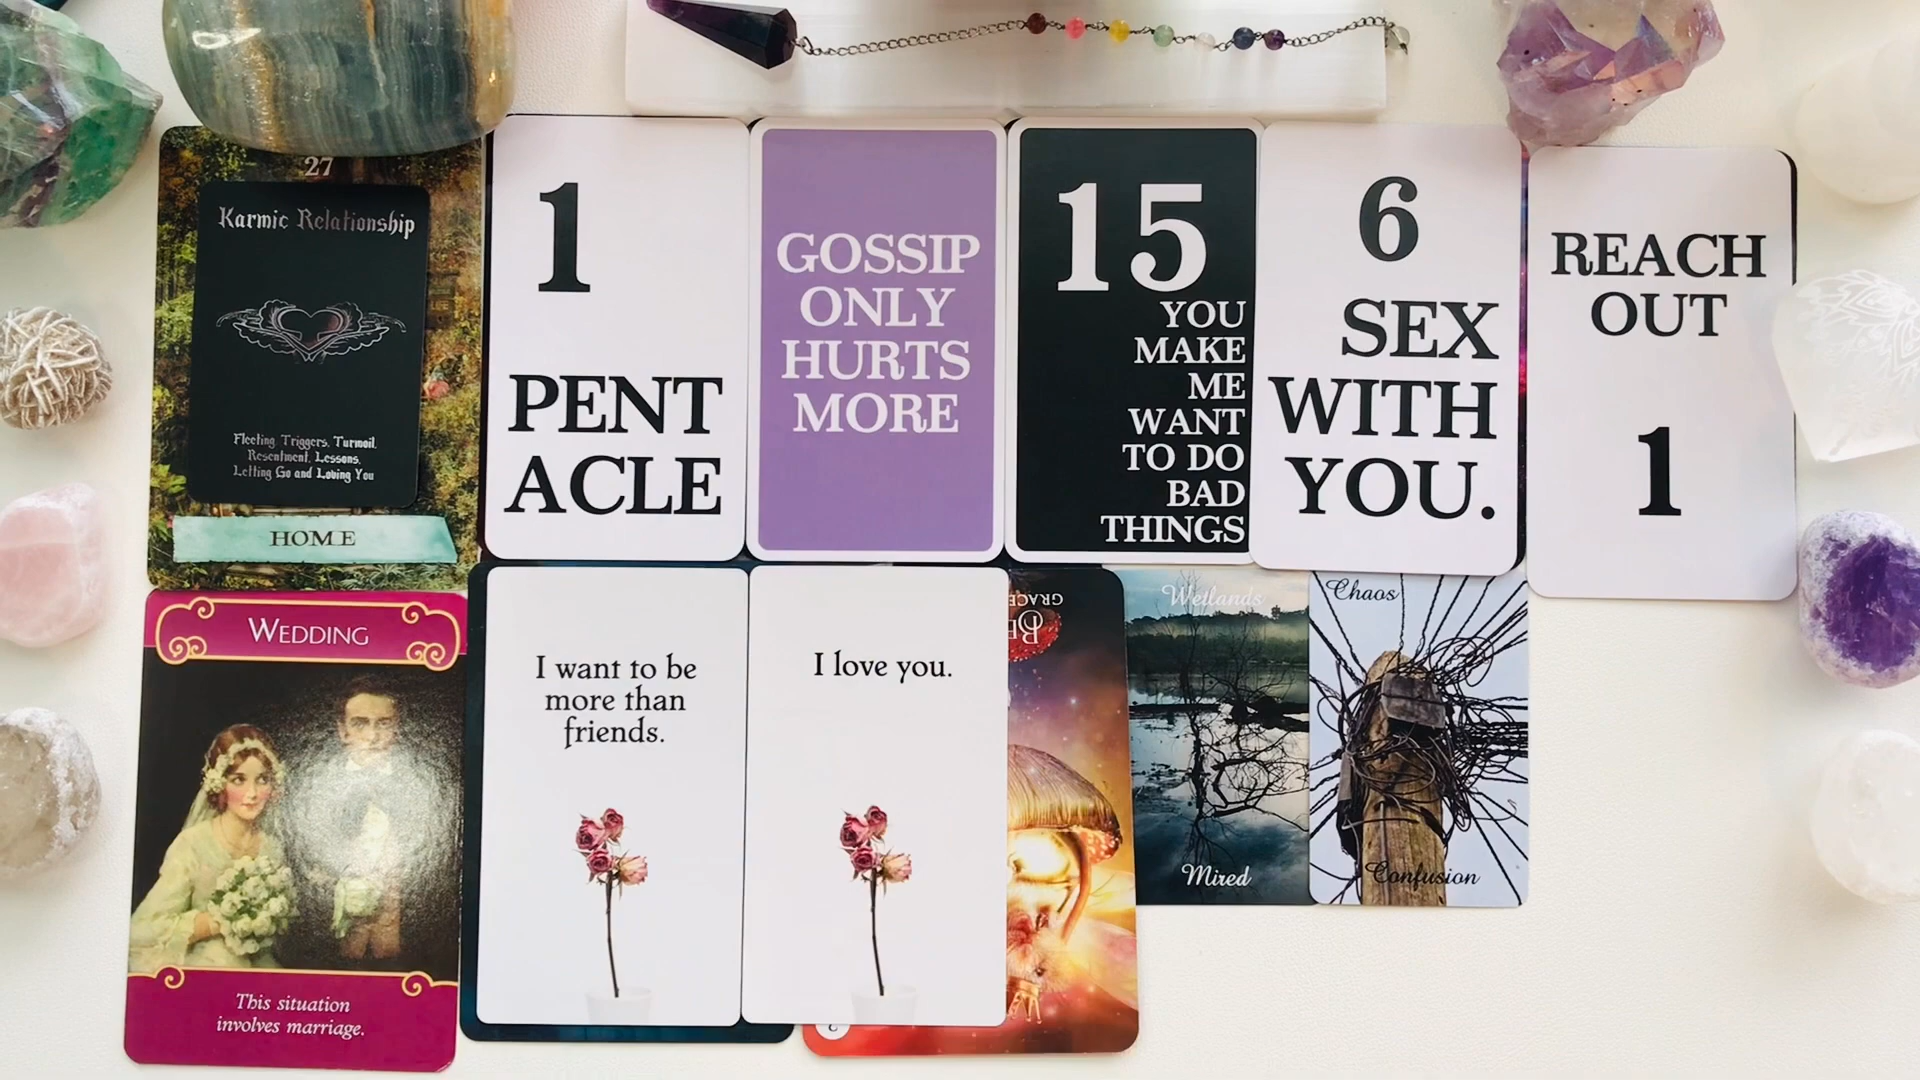 27
Karmic Relationship
Fleeting, Triggers, Turmoil,
Resentment, Lessons,
Letting Go and Loving You
HOME
1
PENT
ACLE
GOSSIP
ONLY
HURTS
MORE
15
YOU
MAKE
ME
WANT
TO DO
BAD
THINGS
6
SEX
WITH
YOU.
REACH
OUT
1
WEDDING
This situation
involves marriage.
I want to be
more than
friends.
I love you.
GRACE
Wetlands
Mired
Chaos
Confusion